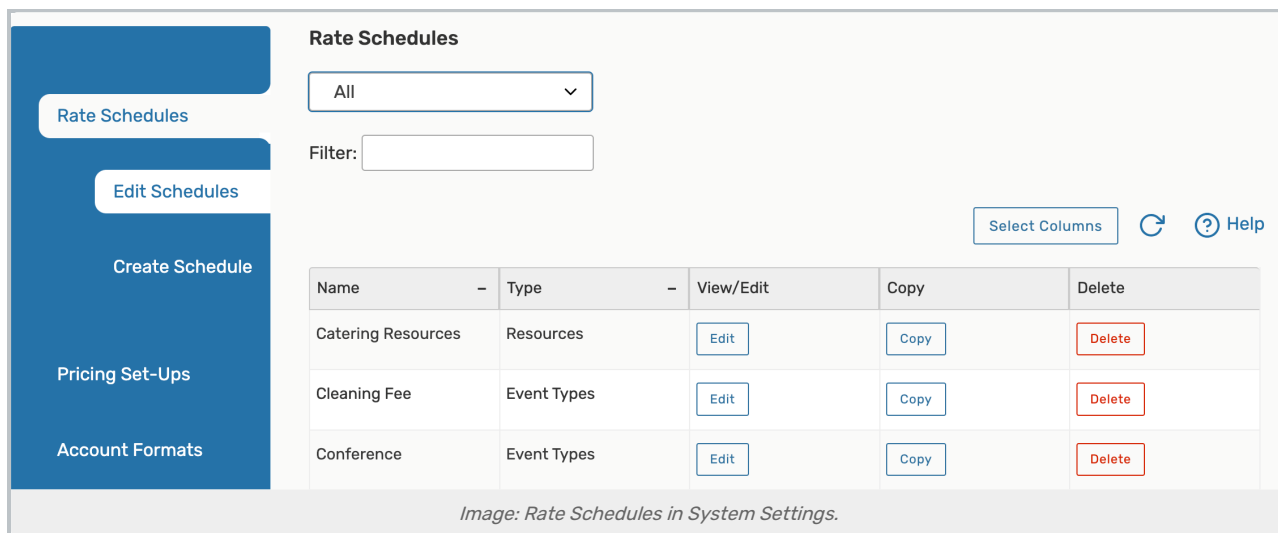 Rate Schedules
Edit Schedules
Create Schedule
Pricing Set-Ups
Account Formats
Rate Schedules
All
Filter:
Select Columns
Help
Name – Type – View/Edit Copy Delete
Catering Resources Resources Edit Copy Delete
Cleaning Fee Event Types Edit Copy Delete
Conference Event Types Edit Copy Delete
Image: Rate Schedules in System Settings.